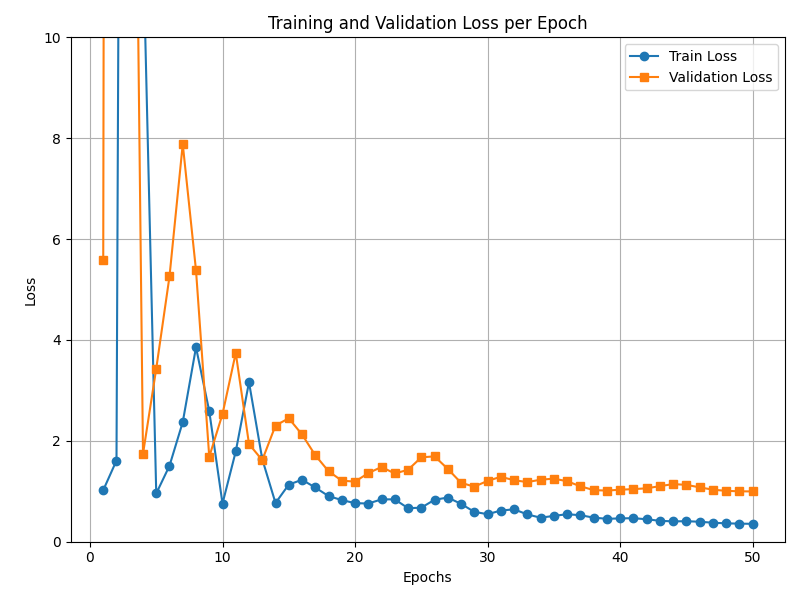 Training and Validation Loss per Epoch
Train Loss
Validation Loss
10
8
6
4
2
0
Loss
0 10 20 30 40 50
Epochs